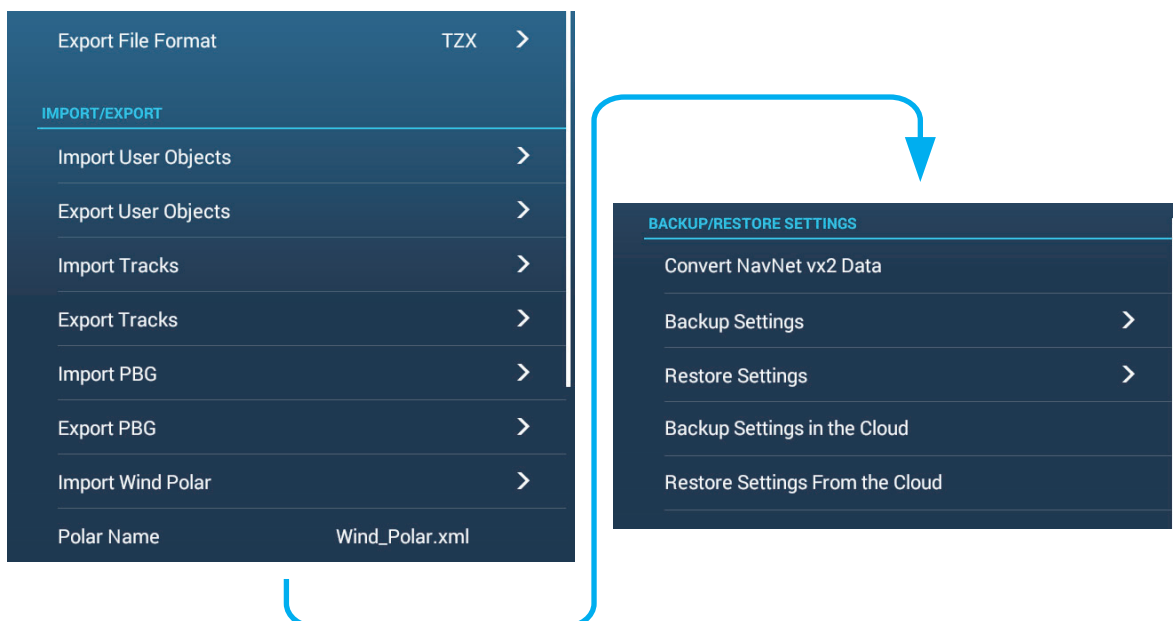 Export File Format TZX
IMPORT/EXPORT
Import User Objects
Export User Objects
Import Tracks
Export Tracks
Import PBG
Export PBG
Import Wind Polar
Polar Name Wind_Polar.xml
BACKUP/RESTORE SETTINGS
Convert NavNet vx2 Data
Backup Settings
Restore Settings
Backup Settings in the Cloud
Restore Settings From the Cloud